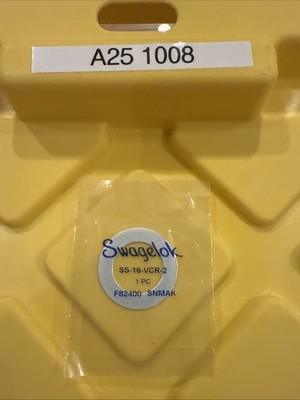 A25 1008
Swagelok
SS-16-VCR-2
1 PC
F82400 SNMAK